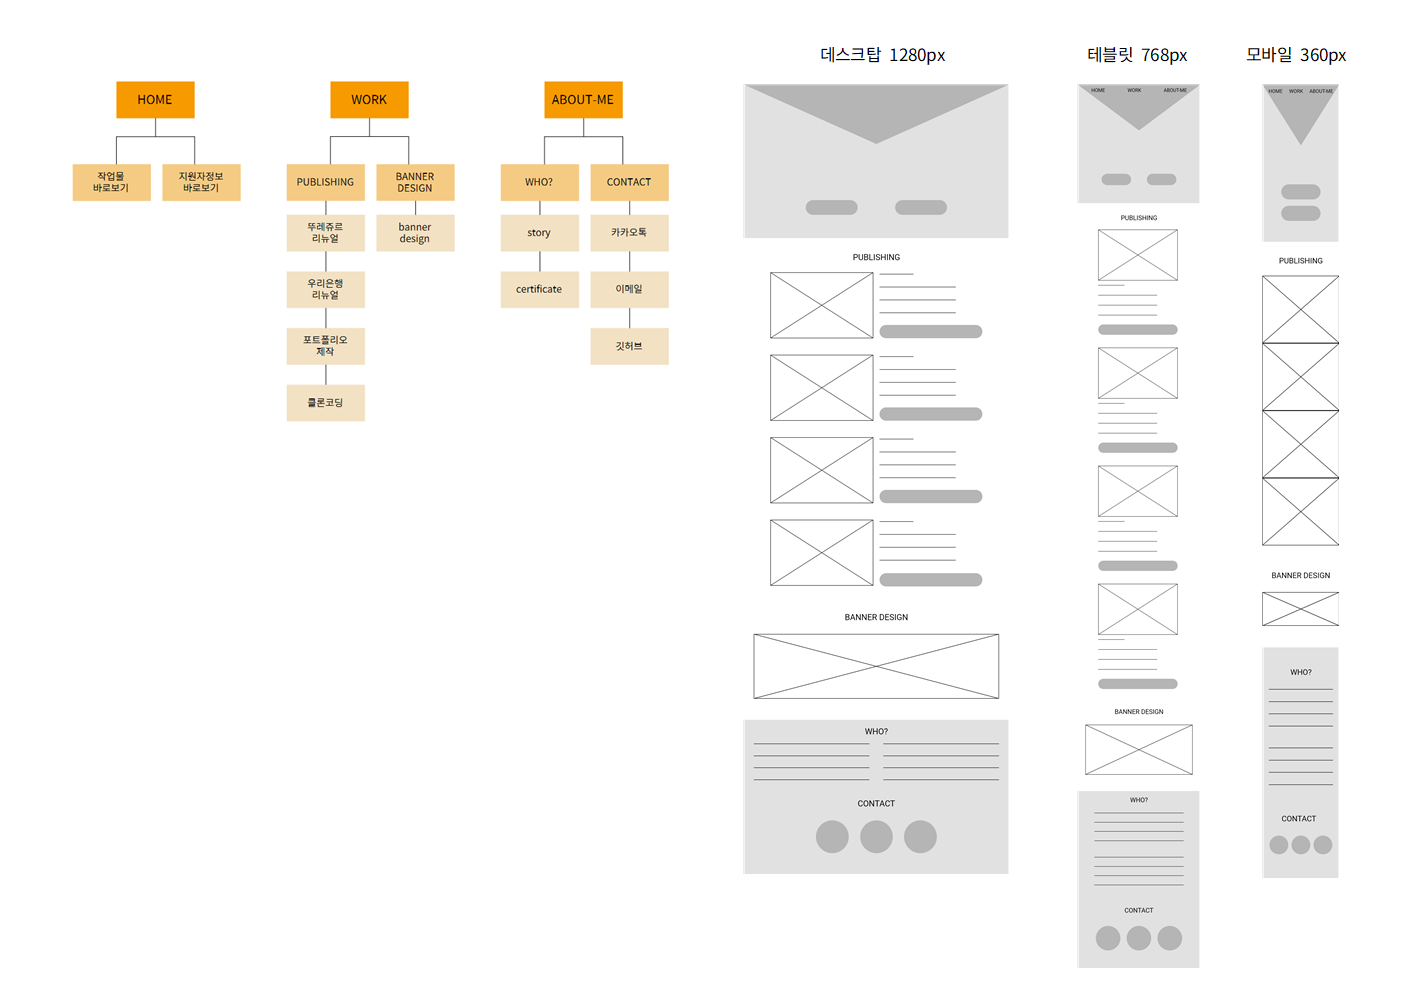 데스크탑 1280px
테블릿 768px
모바일 360px
HOME
작업물
바로보기
지원자정보
바로보기
WORK
PUBLISHING
뚜레쥬르
리뉴얼
우리은행
리뉴얼
포트폴리오
제작
클론코딩
BANNER
DESIGN
banner
design
ABOUT-ME
WHO?
story
certificate
CONTACT
카카오톡
이메일
깃허브
PUBLISHING
BANNER DESIGN
WHO?
CONTACT
HOME WORK ABOUT-ME
PUBLISHING
BANNER DESIGN
WHO?
CONTACT
HOME WORK ABOUT-ME
PUBLISHING
BANNER DESIGN
WHO?
CONTACT